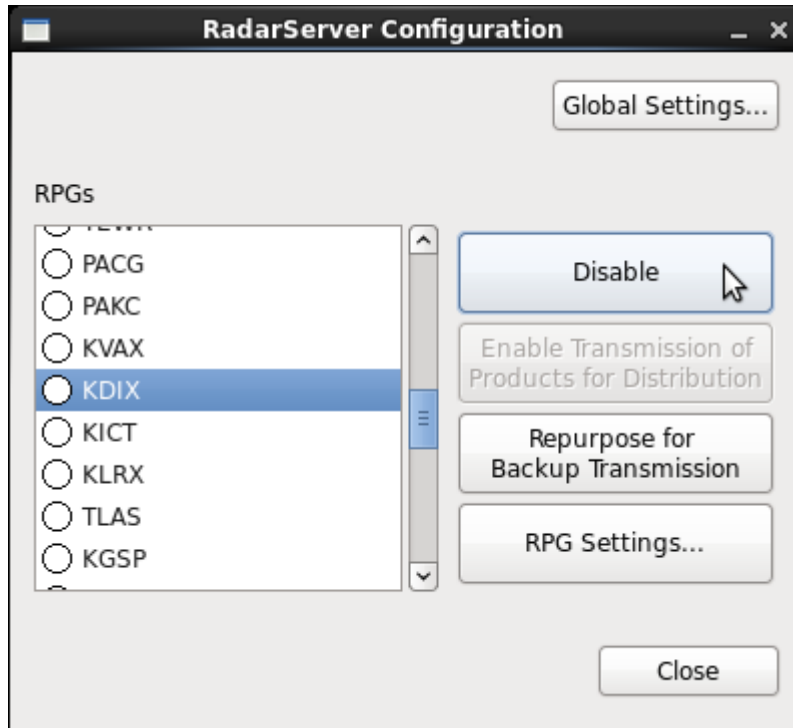 RadarServer Configuration
Global Settings...
RPGs
PACG
PAKC
KVAX
KDIX
KICT
KLRX
TLAS
KGSP
Disable
Enable Transmission of
Products for Distribution
Repurpose for
Backup Transmission
RPG Settings...
Close